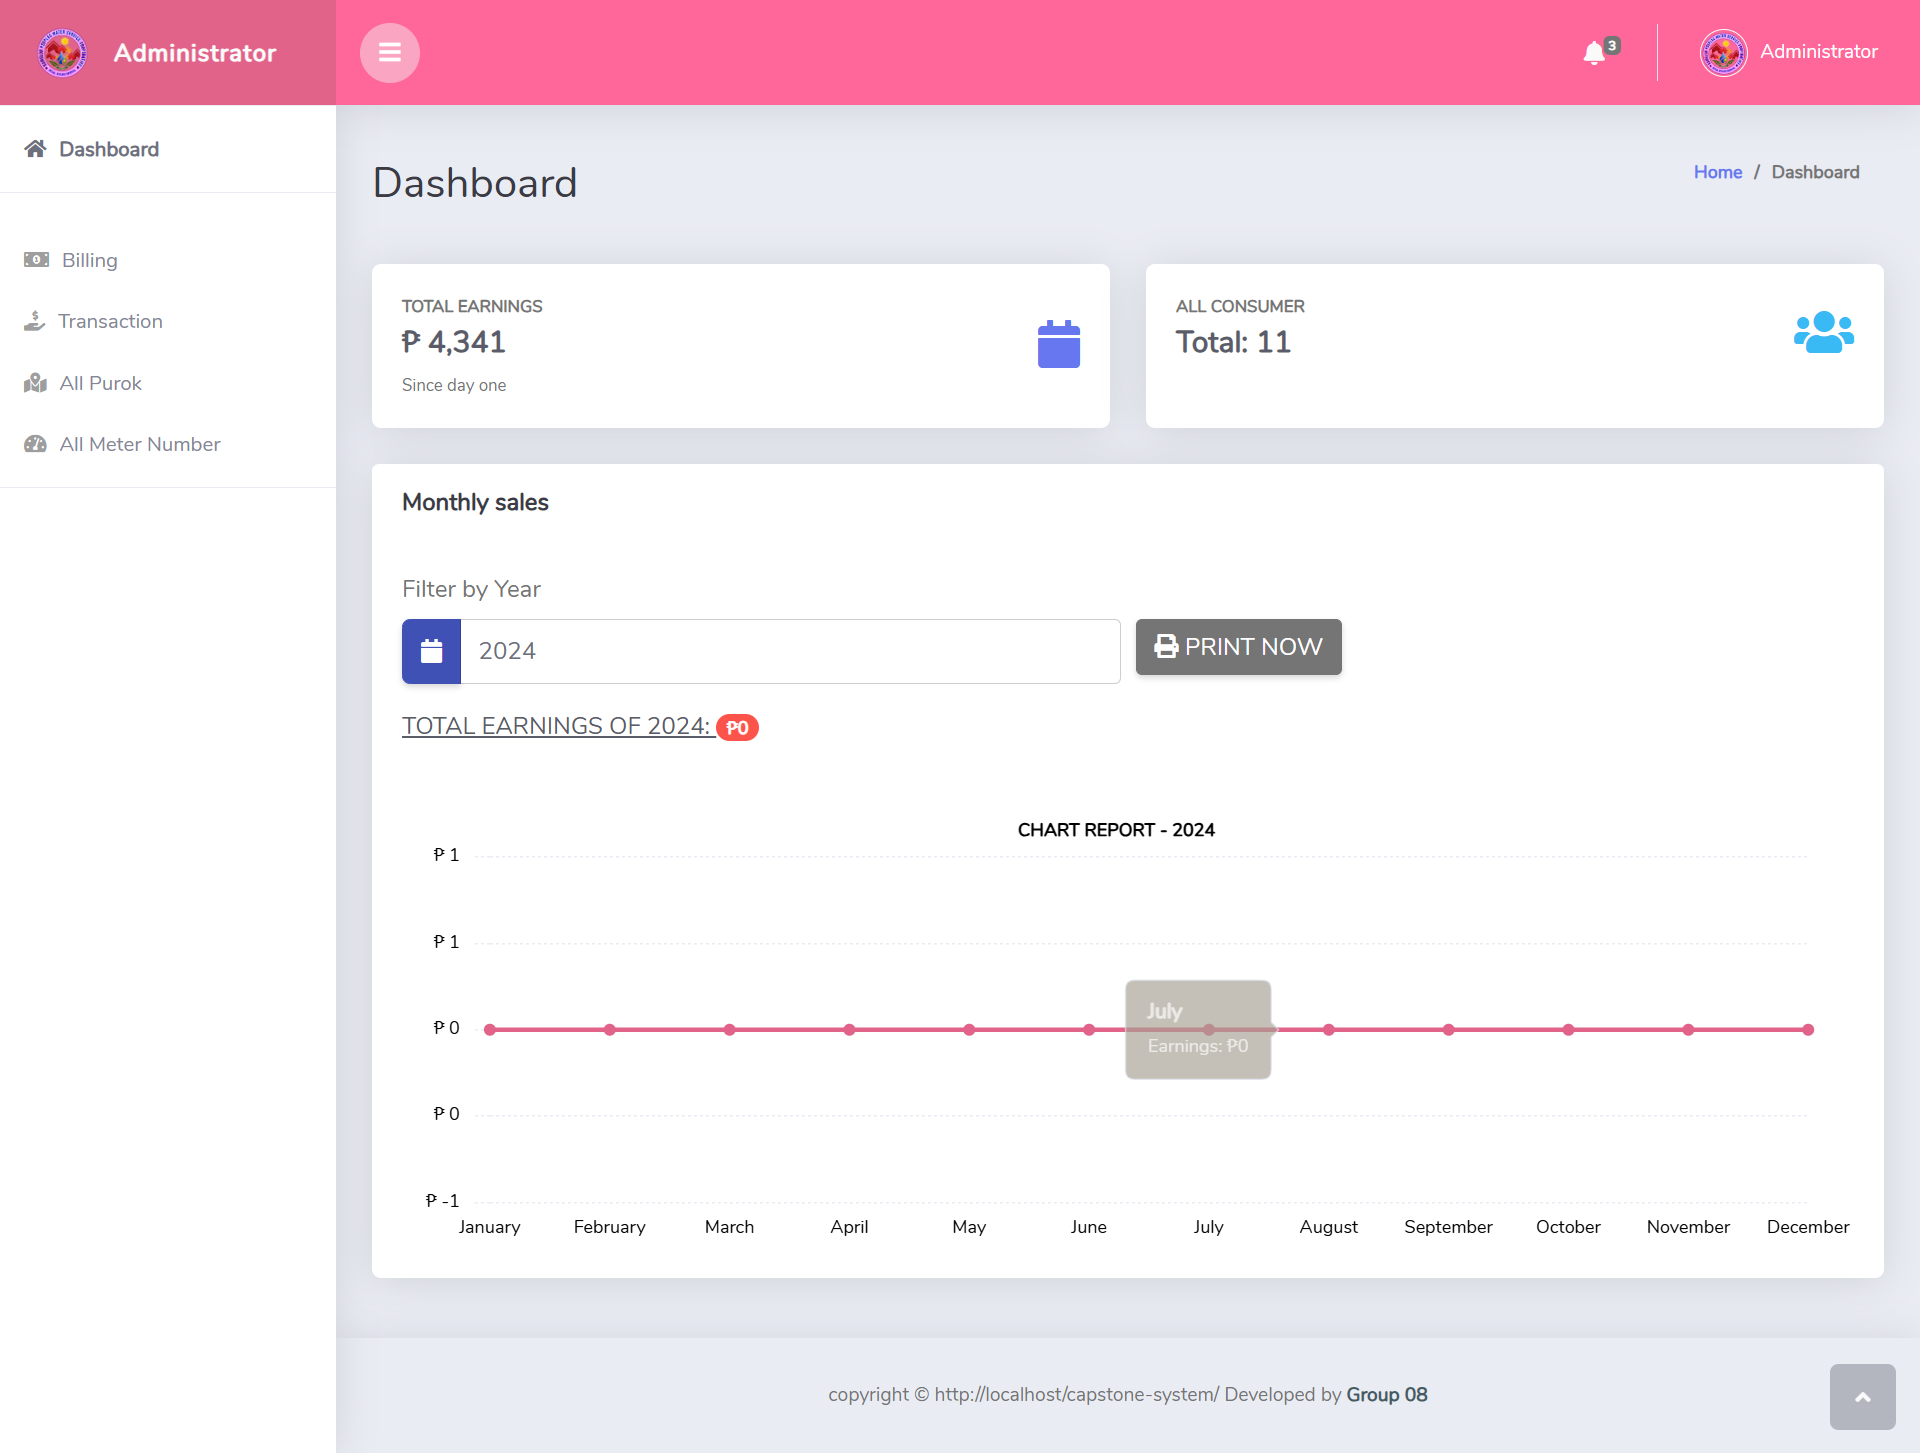 Administrator
3
Administrator
Dashboard
Billing
Transaction
All Purok
All Meter Number
Dashboard
Home / Dashboard
TOTAL EARNINGS
₱ 4,341
Since day one
ALL CONSUMER
Total: 11
Monthly sales
Filter by Year
2024
PRINT NOW
TOTAL EARNINGS OF 2024: ₱0
CHART REPORT - 2024
₱ 1
₱ 1
₱ 0
₱ 0
₱ -1
July
Earnings: ₱0
January February March April May June July August September October November December
copyright © http://localhost/capstone-system/ Developed by Group 08